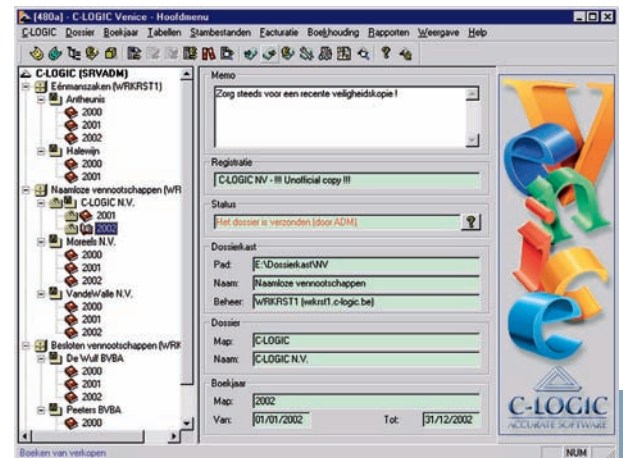 [480a] - C-LOGIC Venice - Hoofdmenu
C-LOGIC Dossier Boekjaar Tabellen Stambestanden Facturatie Boekhouding Rapporten Weergave Help
C-LOGIC (SRVADM)
Eénmanszaken (WRKRST1)
Antheunis
2000
2001
2002
Halewijn
2000
2001
Naamloze vennootschappen (WR
C-LOGIC N.V.
2001
2002
Moreels N.V.
2000
2001
2002
VandeWalle N.V.
2000
2001
2002
Besloten vennootschappen (WRK
De Wulf BVBA
2000
2001
2002
Peeters BVBA
2000
Memo
Zorg steeds voor een recente veiligheidskopie !
Registratie
C-LOGIC NV - !!! Unofficial copy !!!
Status
Het dossier is verzonden [door ADM].
Dossierkast
Pad: E:\Dossierkast\NV
Naam: Naamloze vennootschappen
Beheer: WRKRST1 (wrkrst1.c-logic.be)
Dossier
Map: C-LOGIC
Naam: C-LOGIC N.V.
Boekjaar
Map: 2002
Van: 01/01/2002 Tot: 31/12/2002
Venice
C-LOGIC
ACCURATE SOFTWARE
Boeken van verkopen
NUM